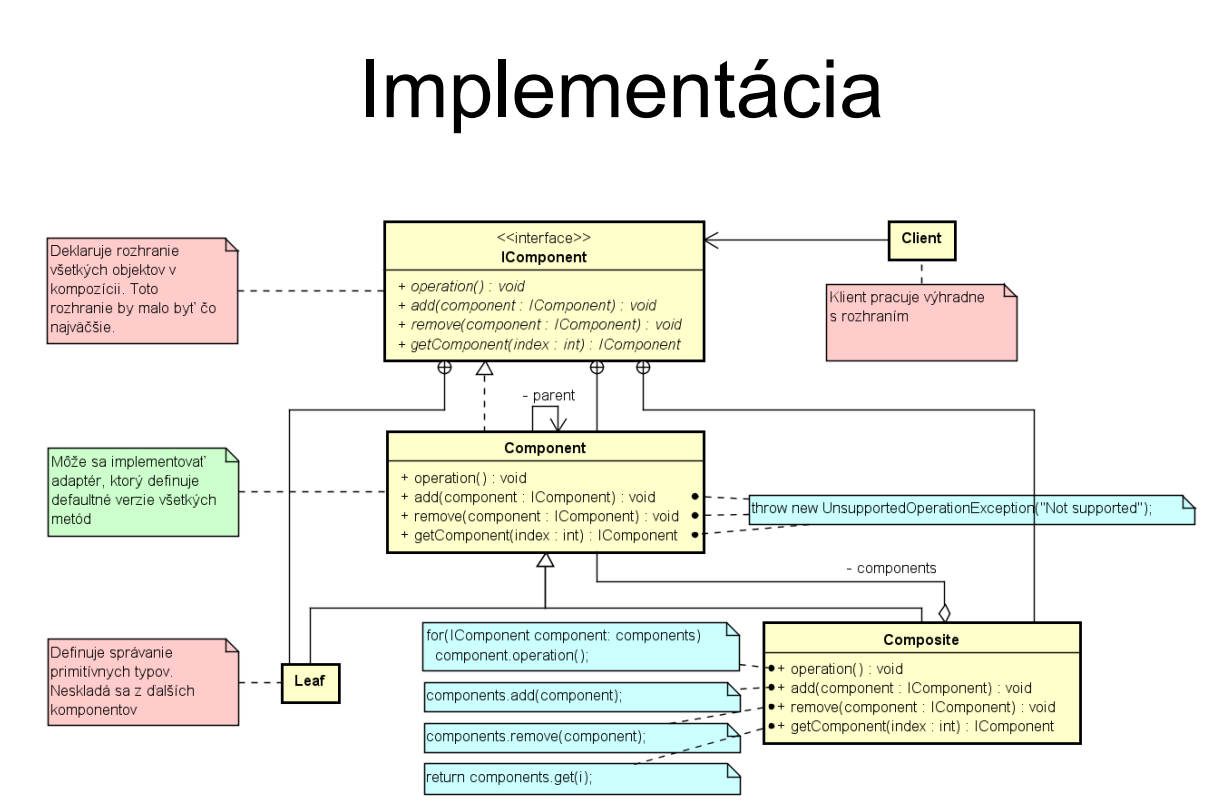 Implementácia
Deklaruje rozhranie
všetkých objektov v
kompozícii. Toto
rozhranie by malo byť čo
najväčšie.
<<interface>>
IComponent
+ operation() : void
+ add(component : IComponent) : void
+ remove(component : IComponent) : void
+ getComponent(index : int) : IComponent
Client
Klient pracuje výhradne
s rozhraním
- parent
Môže sa implementovať
adaptér, ktorý definuje
defaultné verzie všetkých
metód
Component
+ operation() : void
+ add(component : IComponent) : void
+ remove(component : IComponent) : void
+ getComponent(index : int) : IComponent
throw new UnsupportedOperationException("Not supported");
- components
Definuje správanie
primitívnych typov.
Neskladá sa z ďalších
komponentov
Leaf
for(IComponent component: components)
component.operation();
components.add(component);
components.remove(component);
return components.get(i);
Composite
+ operation() : void
+ add(component : IComponent) : void
+ remove(component : IComponent) : void
+ getComponent(index : int) : IComponent